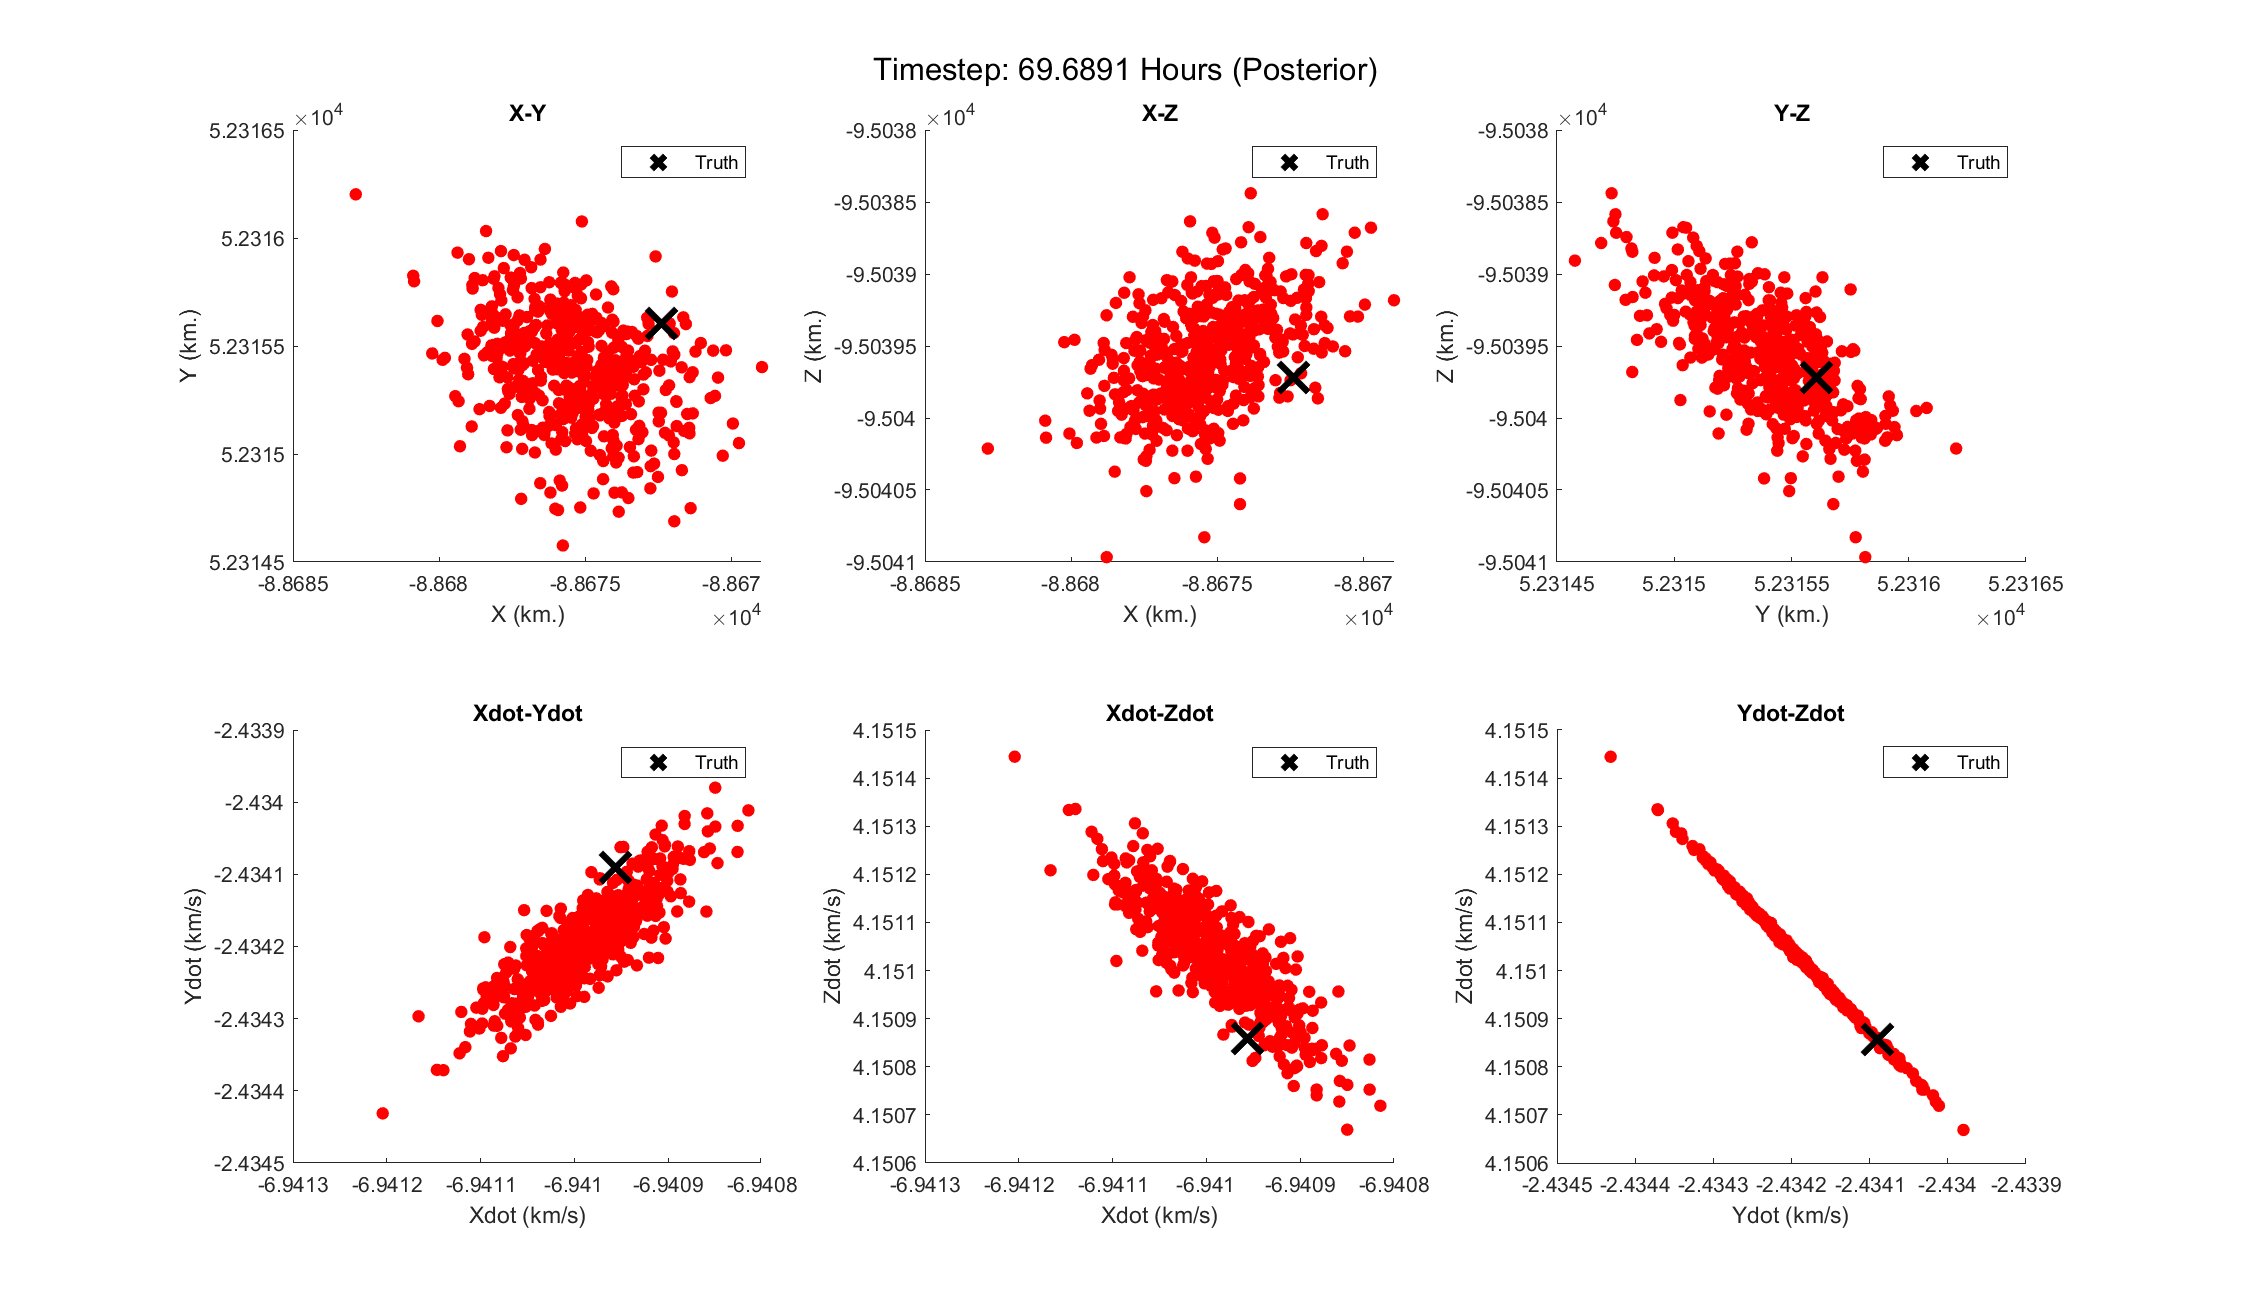 Timestep: 69.6891 Hours (Posterior)
X-Y
×10^4
5.23165
5.2316
5.23155
5.2315
5.23145
Y (km.)
Truth
-8.8685 -8.868 -8.8675 -8.867
X (km.)
×10^4
X-Z
×10^4
-9.5038
-9.50385
-9.5039
-9.50395
-9.504
-9.50405
-9.5041
Z (km.)
Truth
-8.8685 -8.868 -8.8675 -8.867
X (km.)
×10^4
Y-Z
×10^4
-9.5038
-9.50385
-9.5039
-9.50395
-9.504
-9.50405
-9.5041
Z (km.)
Truth
5.23145 5.2315 5.23155 5.2316 5.23165
Y (km.)
×10^4
Xdot-Ydot
-2.4339
-2.434
-2.4341
-2.4342
-2.4343
-2.4344
-2.4345
Ydot (km/s)
Truth
-6.9413 -6.9412 -6.9411 -6.941 -6.9409 -6.9408
Xdot (km/s)
Xdot-Zdot
4.1515
4.1514
4.1513
4.1512
4.1511
4.151
4.1509
4.1508
4.1507
4.1506
Zdot (km/s)
Truth
-6.9413 -6.9412 -6.9411 -6.941 -6.9409 -6.9408
Xdot (km/s)
Ydot-Zdot
4.1515
4.1514
4.1513
4.1512
4.1511
4.151
4.1509
4.1508
4.1507
4.1506
Zdot (km/s)
Truth
-2.4345 -2.4344 -2.4343 -2.4342 -2.4341 -2.434 -2.4339
Ydot (km/s)